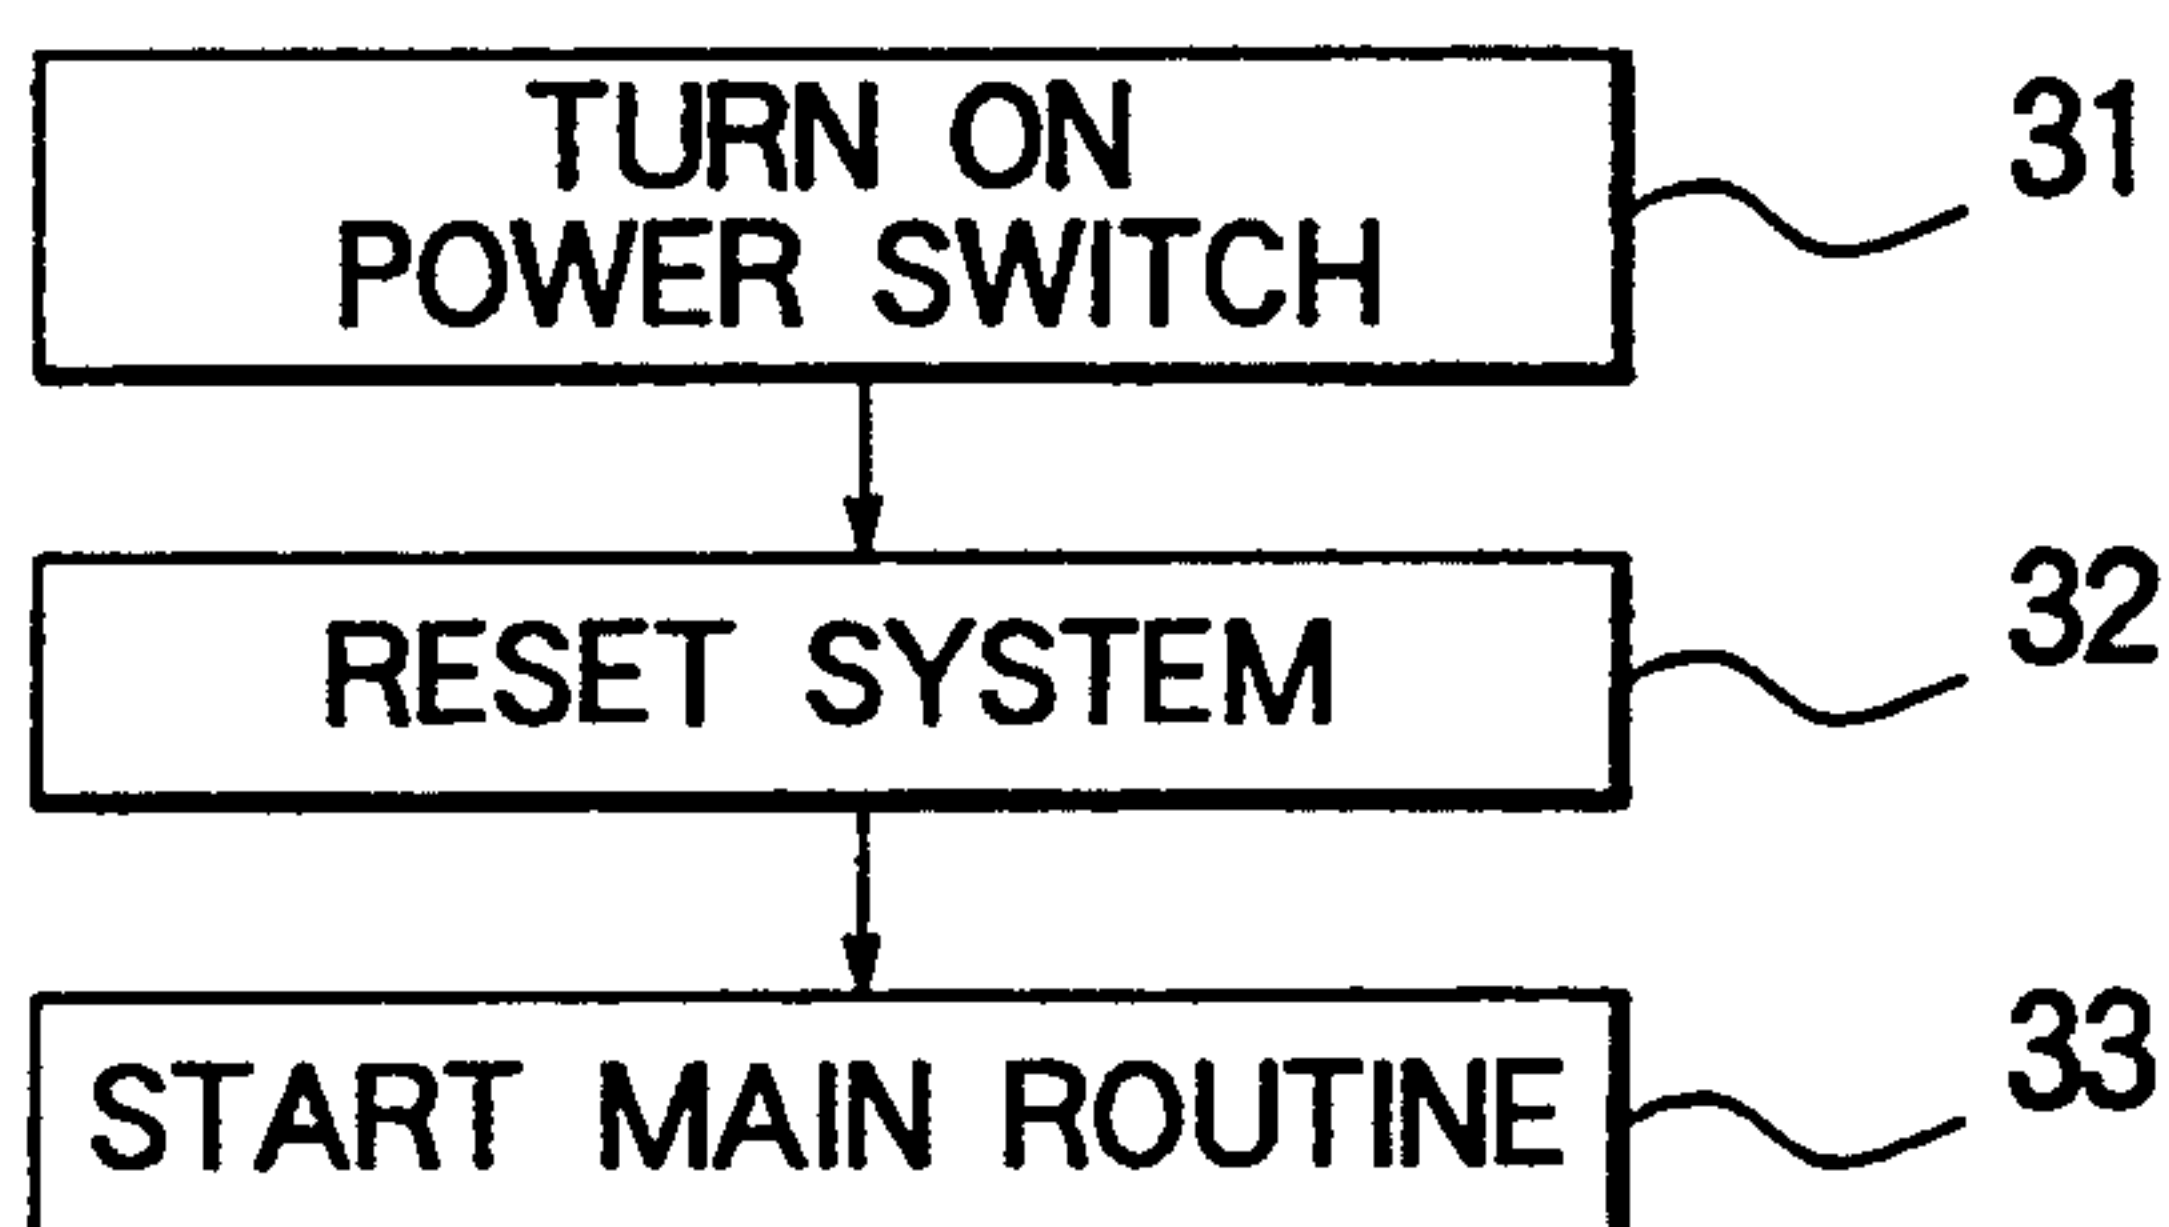 TURN ON
POWER SWITCH
31
RESET SYSTEM
32
START MAIN ROUTINE
33